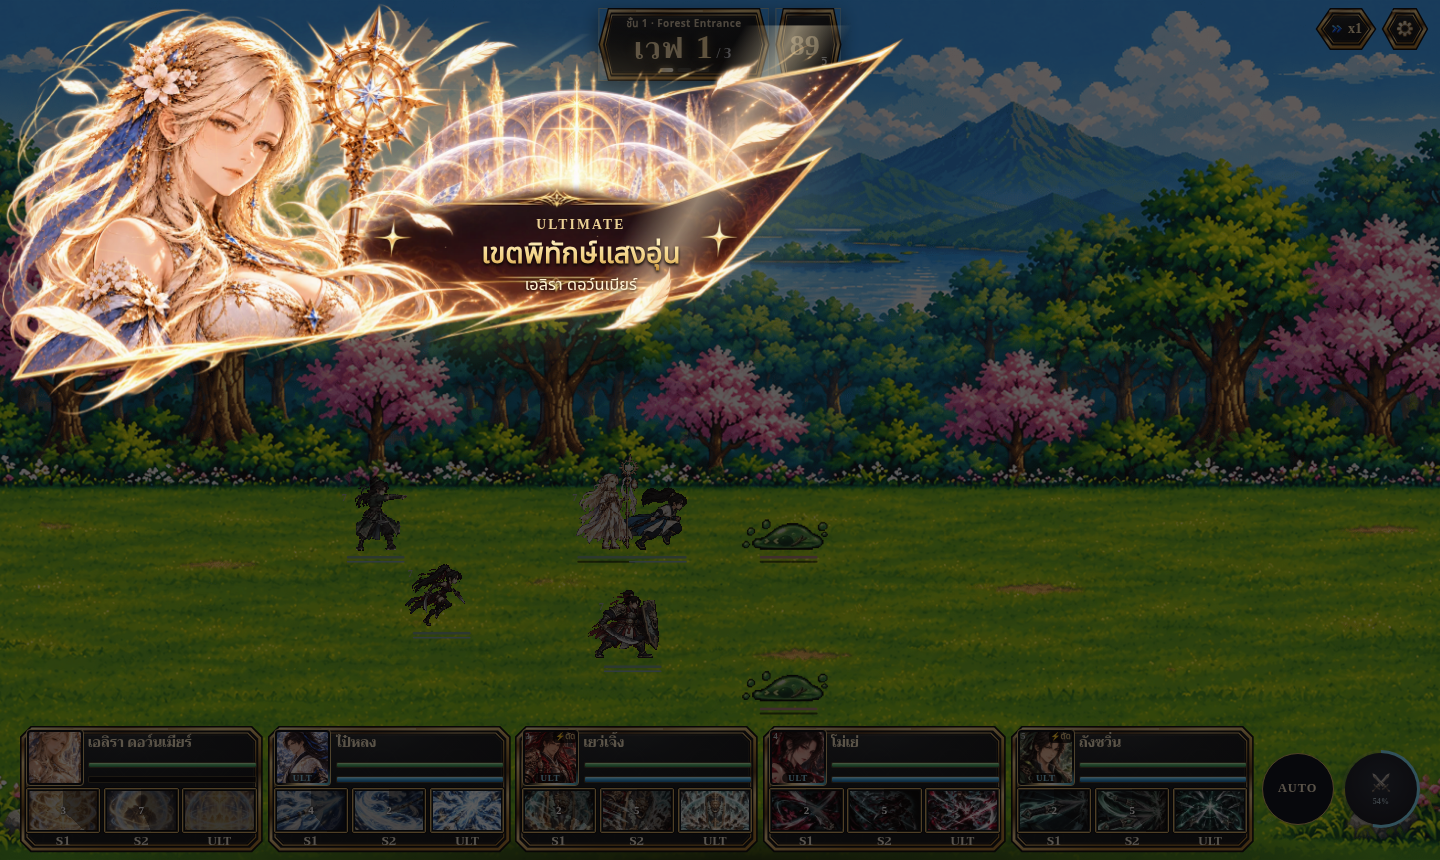 ชั้น 1 · Forest Entrance
เวฟ 1 / 3
89
x1
ULTIMATE
เขตพิทักษ์แสงอุ่น
เอลิรา ดอว์นเมียร์
เอลิรา ดอว์นเมียร์
3
7
S1
S2
ULT
ไป๋หลง
ULT
4
2
S1
S2
ULT
เยว่เจิ้ง
3
ULT
2
5
S1
S2
ULT
โม่เย่
4
ULT
2
5
S1
S2
ULT
ถังซวิ๋น
5
ULT
2
5
S1
S2
ULT
AUTO
54%